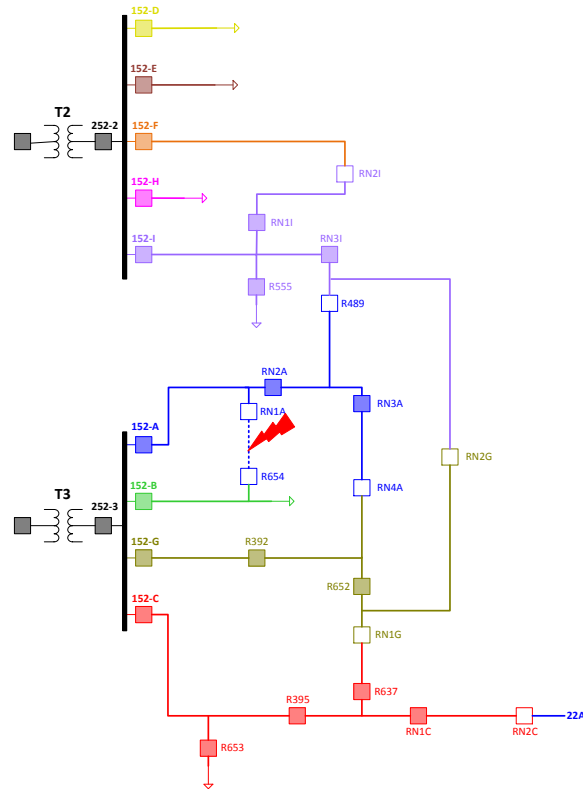 152-D
152-E
T2
252-2
152-F
RN2I
152-H
RN1I
152-I
RN3I
R555
R489
RN2A
RN1A
RN3A
152-A
R654
RN2G
152-B
RN4A
T3
252-3
152-G
R392
R652
152-C
RN1G
R637
R395
22A
RN1C
RN2C
R653